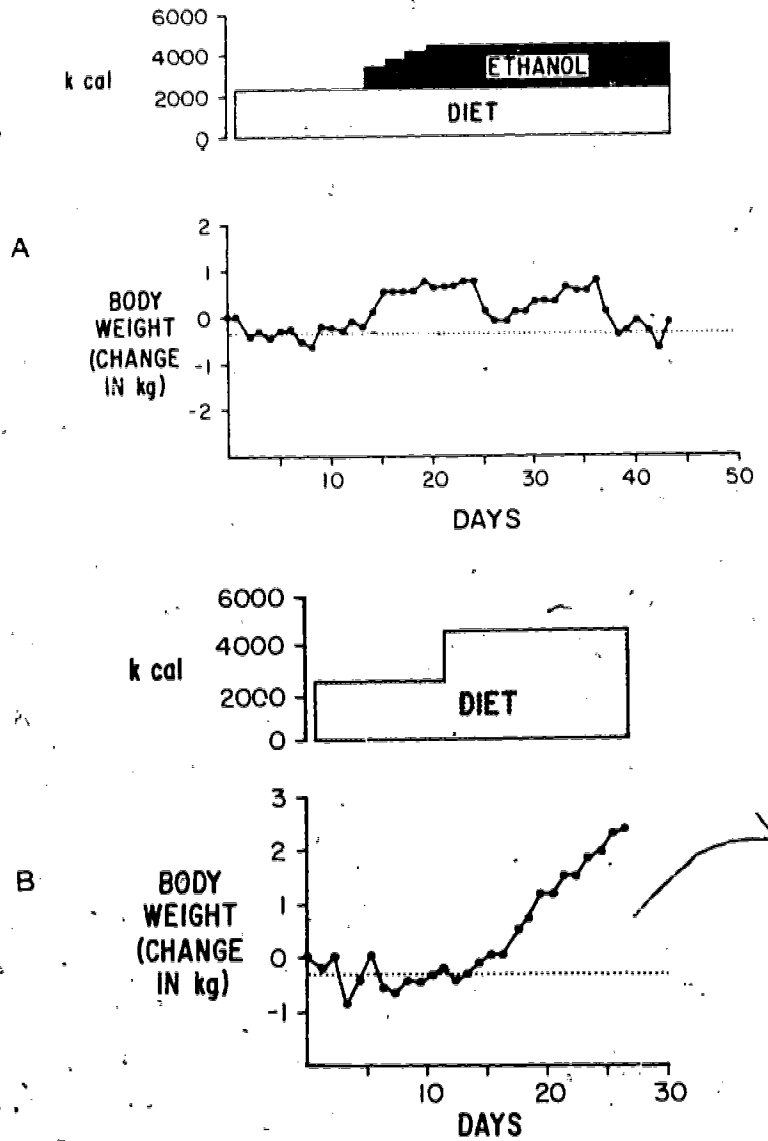 6000
4000
k cal
2000
0
ETHANOL
DIET
A
2
1
0
-1
-2
BODY
WEIGHT
(CHANGE
IN kg)
10
20
30
40
50
DAYS
6000
4000
k cal
2000
0
DIET
B
3
2
1
0
-1
BODY
WEIGHT
(CHANGE
IN kg)
10
20
30
DAYS